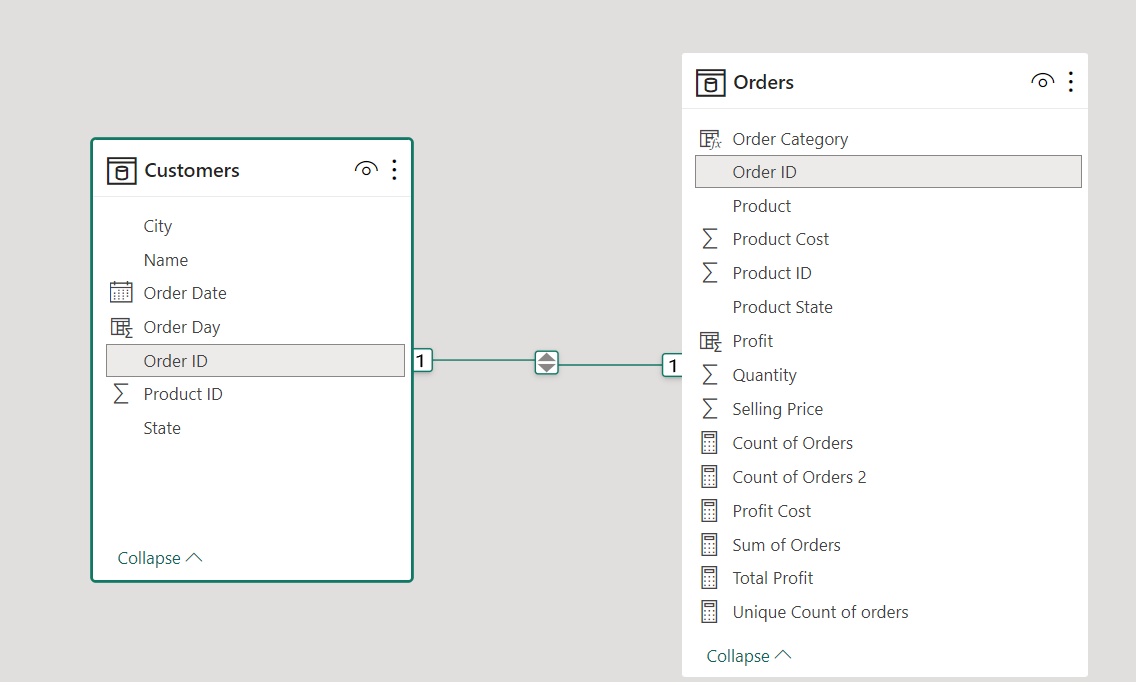 Customers
City
Name
Order Date
Order Day
Order ID
Product ID
State
Collapse
1
1
Orders
Order Category
Order ID
Product
Product Cost
Product ID
Product State
Profit
Quantity
Selling Price
Count of Orders
Count of Orders 2
Profit Cost
Sum of Orders
Total Profit
Unique Count of orders
Collapse